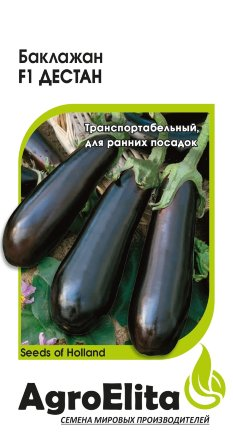 Баклажан
F1 ДЕСТАН
Транспортабельный,
для ранних посадок
Seeds of Holland
AgroElita
СЕМЕНА МИРОВЫХ ПРОИЗВОДИТЕЛЕЙ